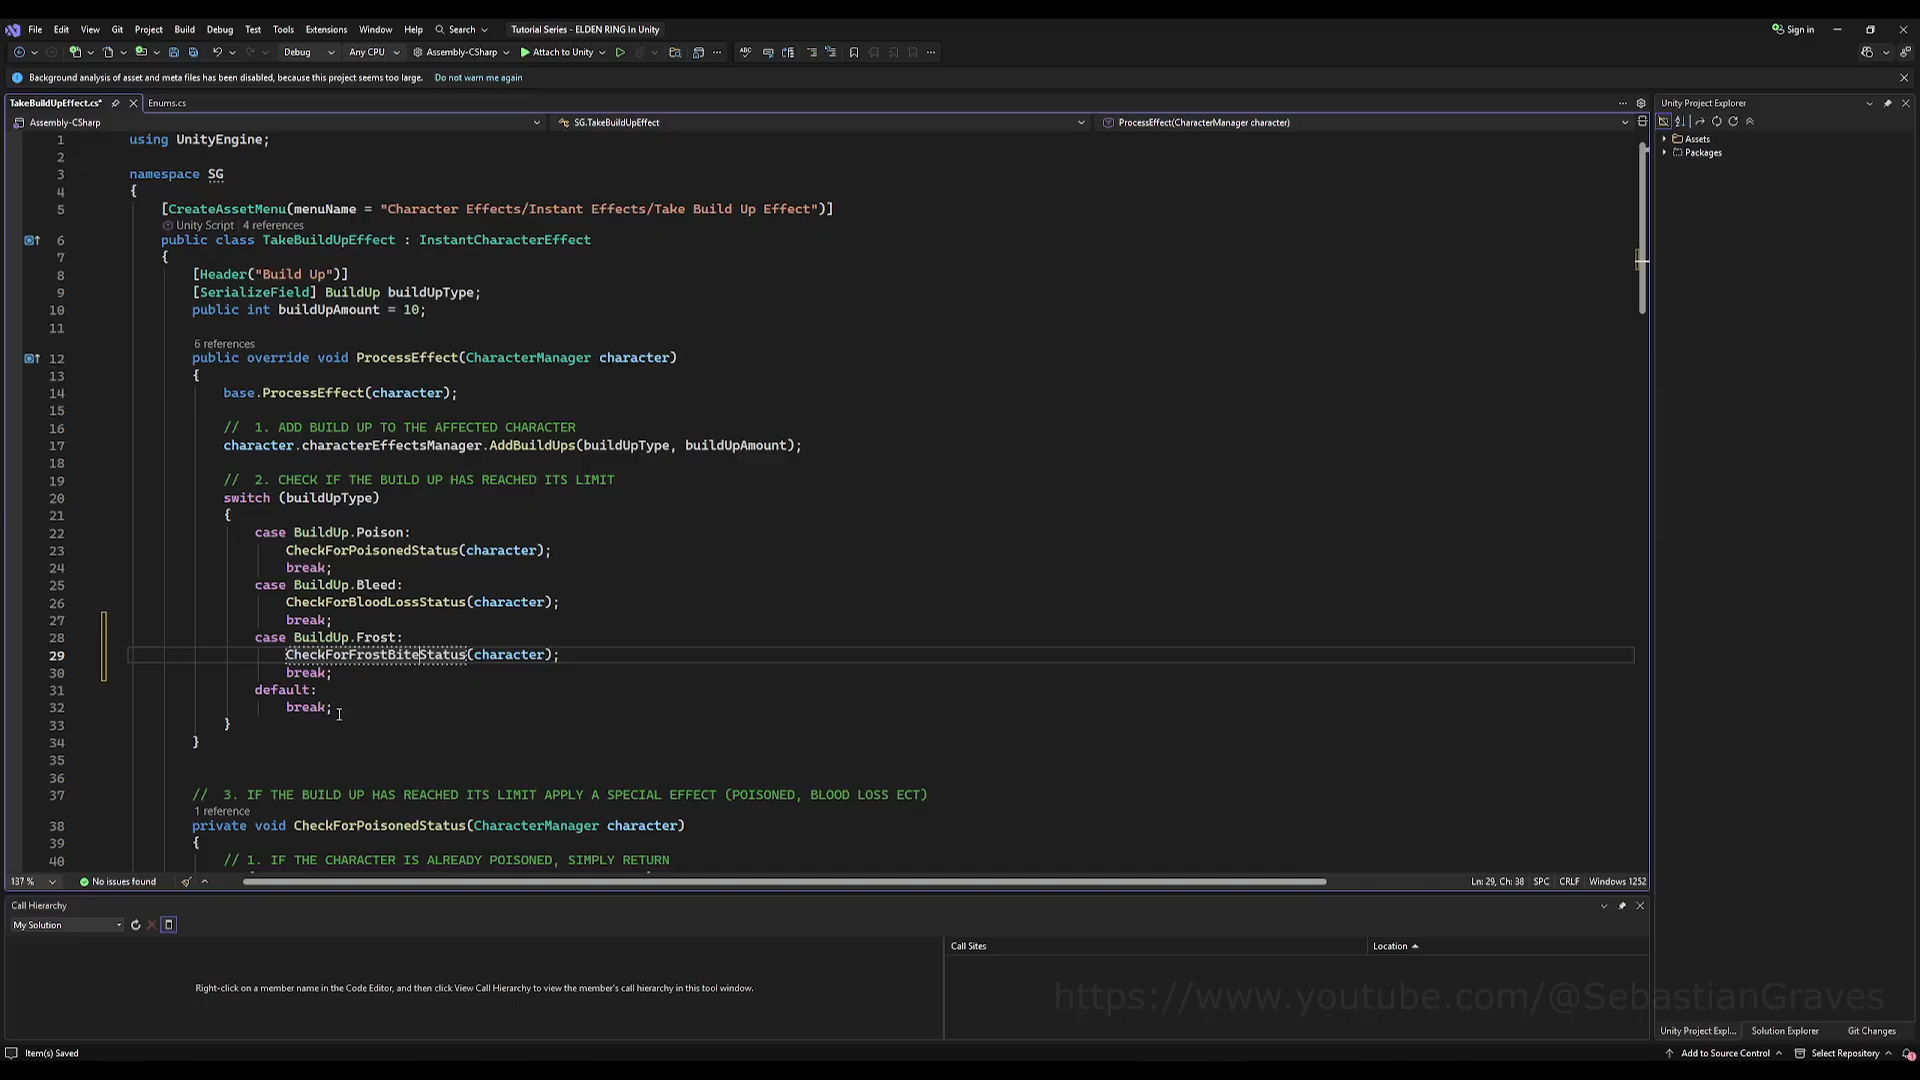 File Edit View Git Project Build Debug Test Tools Extensions Window Help Search Tutorial Series - ELDEN RING In Unity Sign in
Debug Any CPU Assembly-CSharp Attach to Unity
Background analysis of asset and meta files has been disabled, because this project seems too large. Do not warn me again
TakeBuildUpEffect.cs* Enums.cs
Assembly-CSharp SG.TakeBuildUpEffect ProcessEffect(CharacterManager character)
1 using UnityEngine;
2
3 namespace SG
4 {
5 [CreateAssetMenu(menuName = "Character Effects/Instant Effects/Take Build Up Effect")]
Unity Script | 4 references
6 public class TakeBuildUpEffect : InstantCharacterEffect
7 {
8 [Header("Build Up")]
9 [SerializeField] BuildUp buildUpType;
10 public int buildUpAmount = 10;
11
6 references
12 public override void ProcessEffect(CharacterManager character)
13 {
14 base.ProcessEffect(character);
15
16 // 1. ADD BUILD UP TO THE AFFECTED CHARACTER
17 character.characterEffectsManager.AddBuildUps(buildUpType, buildUpAmount);
18
19 // 2. CHECK IF THE BUILD UP HAS REACHED ITS LIMIT
20 switch (buildUpType)
21 {
22 case BuildUp.Poison:
23 CheckForPoisonedStatus(character);
24 break;
25 case BuildUp.Bleed:
26 CheckForBloodLossStatus(character);
27 break;
28 case BuildUp.Frost:
29 CheckForFrostBiteStatus(character);
30 break;
31 default:
32 break;
33 }
34 }
35
36
37 // 3. IF THE BUILD UP HAS REACHED ITS LIMIT APPLY A SPECIAL EFFECT (POISONED, BLOOD LOSS ECT)
1 reference
38 private void CheckForPoisonedStatus(CharacterManager character)
39 {
40 // 1. IF THE CHARACTER IS ALREADY POISONED, SIMPLY RETURN
137 % No issues found Ln: 29, Ch: 38 SPC CRLF Windows 1252
Unity Project Explorer
Assets
Packages
Call Hierarchy
My Solution
Call Sites Location
Right-click on a member name in the Code Editor, and then click View Call Hierarchy to view the member's call hierarchy in this tool window.
https://www.youtube.com/@SebastianGraves
Unity Project Expl... Solution Explorer Git Changes
Item(s) Saved Add to Source Control Select Repository